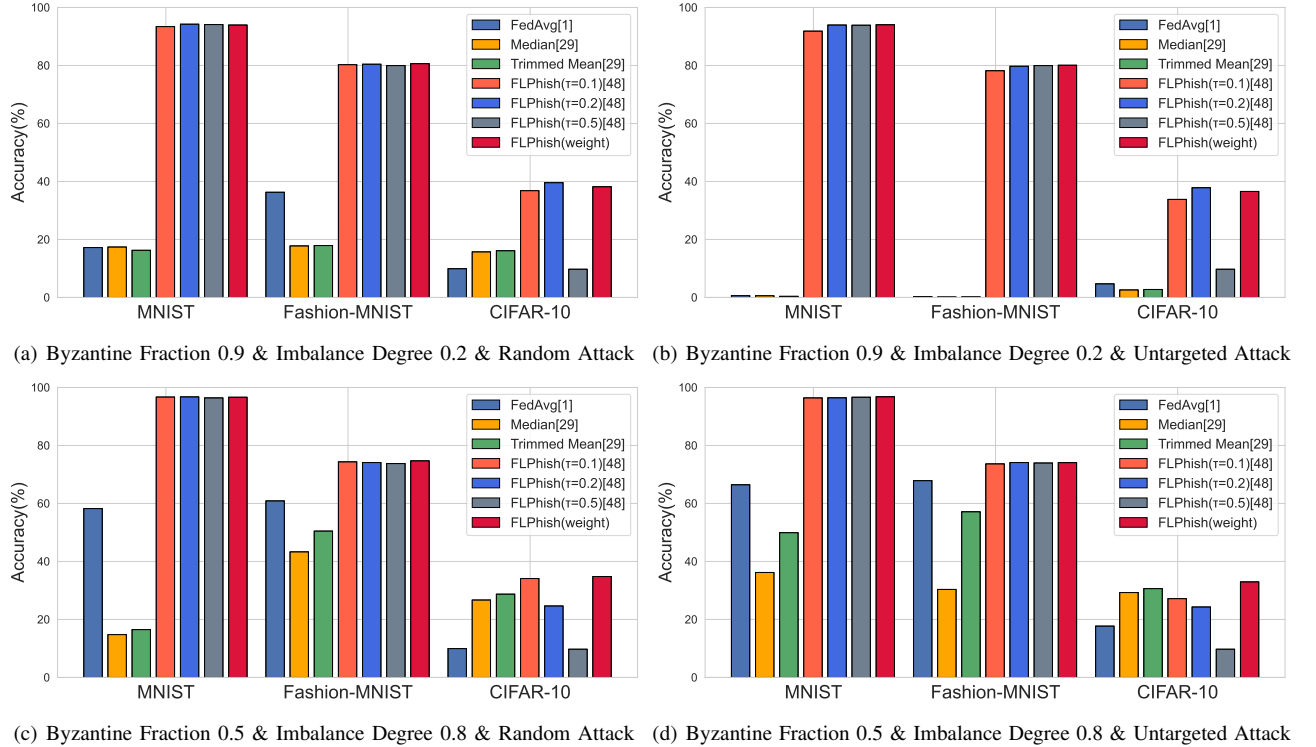 100
80
60
40
20
0
Accuracy(%)
FedAvg[1]
Median[29]
Trimmed Mean[29]
FLPhish(τ=0.1)[48]
FLPhish(τ=0.2)[48]
FLPhish(τ=0.5)[48]
FLPhish(weight)
MNIST Fashion-MNIST CIFAR-10
(a) Byzantine Fraction 0.9 & Imbalance Degree 0.2 & Random Attack
100
80
60
40
20
0
Accuracy(%)
FedAvg[1]
Median[29]
Trimmed Mean[29]
FLPhish(τ=0.1)[48]
FLPhish(τ=0.2)[48]
FLPhish(τ=0.5)[48]
FLPhish(weight)
MNIST Fashion-MNIST CIFAR-10
(b) Byzantine Fraction 0.9 & Imbalance Degree 0.2 & Untargeted Attack
100
80
60
40
20
0
Accuracy(%)
FedAvg[1]
Median[29]
Trimmed Mean[29]
FLPhish(τ=0.1)[48]
FLPhish(τ=0.2)[48]
FLPhish(τ=0.5)[48]
FLPhish(weight)
MNIST Fashion-MNIST CIFAR-10
(c) Byzantine Fraction 0.5 & Imbalance Degree 0.8 & Random Attack
100
80
60
40
20
0
Accuracy(%)
FedAvg[1]
Median[29]
Trimmed Mean[29]
FLPhish(τ=0.1)[48]
FLPhish(τ=0.2)[48]
FLPhish(τ=0.5)[48]
FLPhish(weight)
MNIST Fashion-MNIST CIFAR-10
(d) Byzantine Fraction 0.5 & Imbalance Degree 0.8 & Untargeted Attack